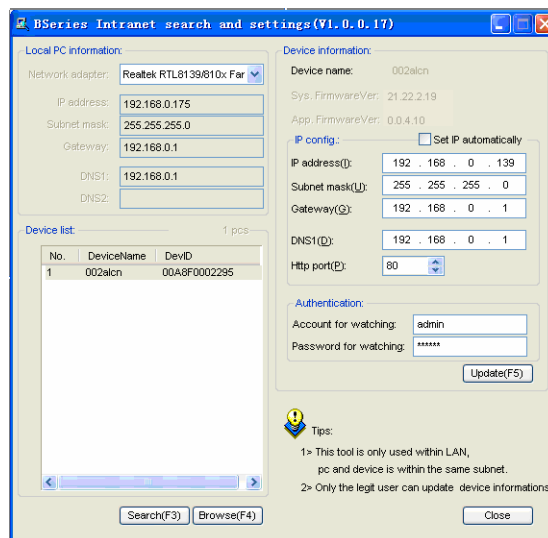 BSeries Intranet search and settings(V1.0.0.17)
Local PC information:
Network adapter: Realtek RTL8139/810x Far
IP address: 192.168.0.175
Subnet mask: 255.255.255.0
Gateway: 192.168.0.1
DNS1: 192.168.0.1
DNS2:
Device list: 1 pcs
No. DeviceName DevID
1 002alcn 00A8F0002295
Search(F3) Browse(F4)
Device information:
Device name: 002alcn
Sys. FirmwareVer: 21.22.2.19
App. FirmwareVer: 0.0.4.10
IP config.: Set IP automatically
IP address(I): 192 . 168 . 0 . 139
Subnet mask(U): 255 . 255 . 255 . 0
Gateway(G): 192 . 168 . 0 . 1
DNS1(D): 192 . 168 . 0 . 1
Http port(P): 80
Authentication:
Account for watching: admin
Password for watching: ******
Update(F5)
Tips:
1> This tool is only used within LAN,
pc and device is within the same subnet.
2> Only the legit user can update device informations
Close